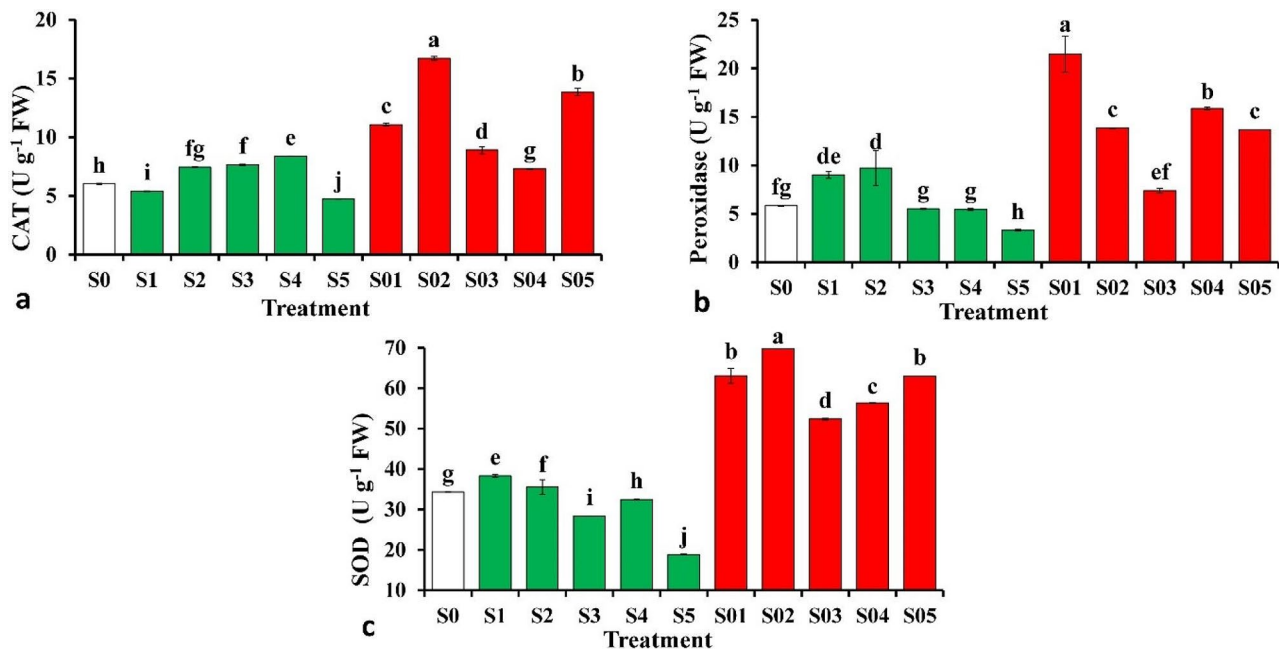 CAT (U g⁻¹ FW)
20
15
10
5
0
h i fg f e j c a d g b
S0 S1 S2 S3 S4 S5 S01 S02 S03 S04 S05
Treatment
a
Peroxidase (U g⁻¹ FW)
25
20
15
10
5
0
fg de d g g h a c ef b c
S0 S1 S2 S3 S4 S5 S01 S02 S03 S04 S05
Treatment
b
SOD (U g⁻¹ FW)
70
60
50
40
30
20
10
g e f i h j b a d c b
S0 S1 S2 S3 S4 S5 S01 S02 S03 S04 S05
Treatment
c